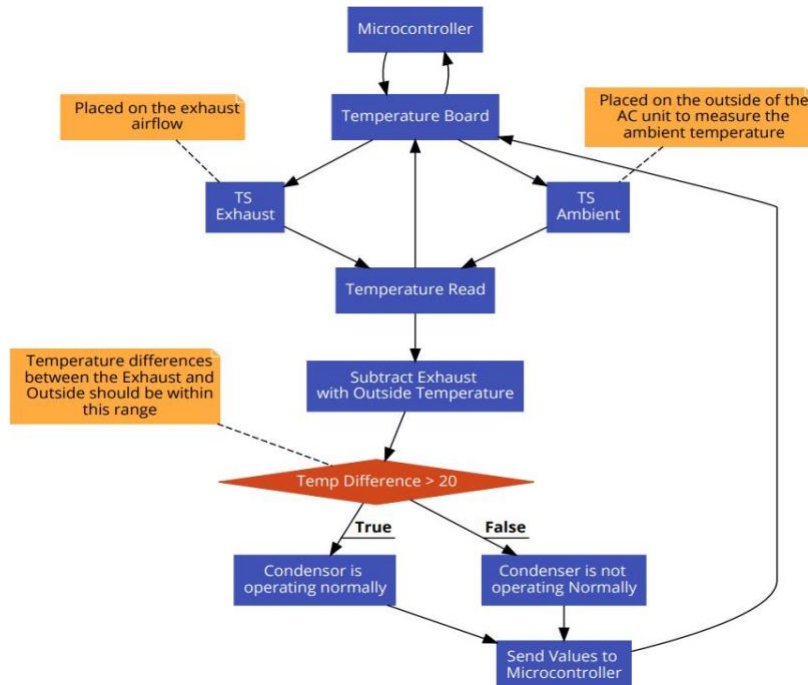 Microcontroller
Placed on the exhaust
airflow
Temperature Board
Placed on the outside of the
AC unit to measure the
ambient temperature
TS
Exhaust
TS
Ambient
Temperature Read
Temperature differences
between the Exhaust and
Outside should be within
this range
Subtract Exhaust
with Outside Temperature
Temp Difference > 20
True
False
Condensor is
operating normally
Condenser is not
operating Normally
Send Values to
Microcontroller